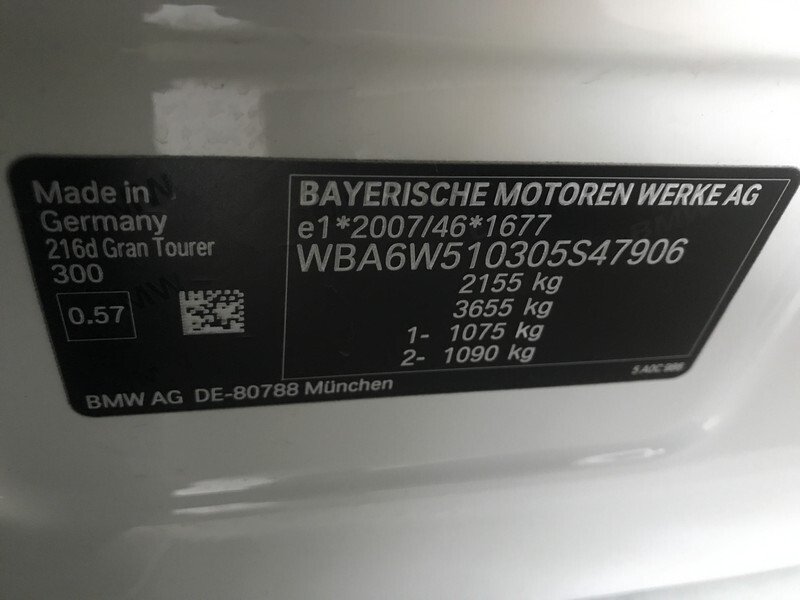 Made in
Germany
216d Gran Tourer
300
0.57
BAYERISCHE MOTOREN WERKE AG
e1*2007/46*1677
WBA6W510305S47906
2155 kg
3655 kg
1- 1075 kg
2- 1090 kg
BMW AG DE-80788 München